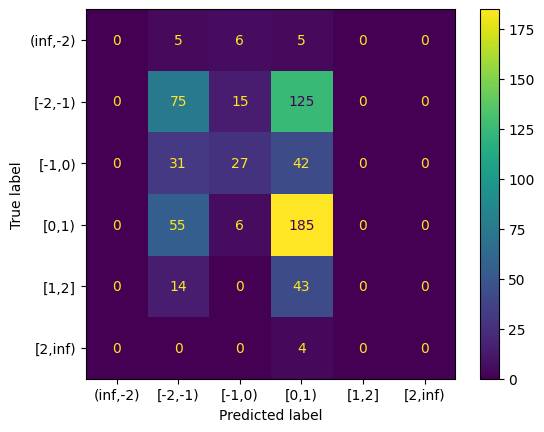 True label
(inf,-2) 0 5 6 5 0 0
[-2,-1) 0 75 15 125 0 0
[-1,0) 0 31 27 42 0 0
[0,1) 0 55 6 185 0 0
[1,2] 0 14 0 43 0 0
[2,inf) 0 0 0 4 0 0
(inf,-2) [-2,-1) [-1,0) [0,1) [1,2] [2,inf)
Predicted label
175
150
125
100
75
50
25
0